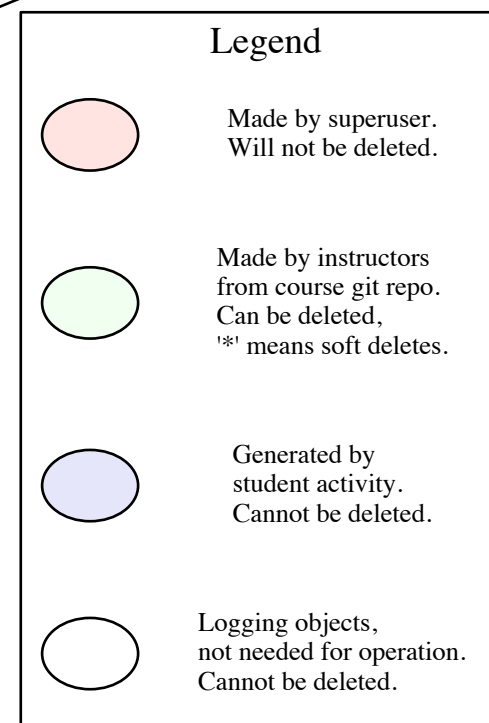 Legend
Made by superuser.
Will not be deleted.
Made by instructors
from course git repo.
Can be deleted,
'*' means soft deletes.
Generated by
student activity.
Cannot be deleted.
Logging objects,
not needed for operation.
Cannot be deleted.